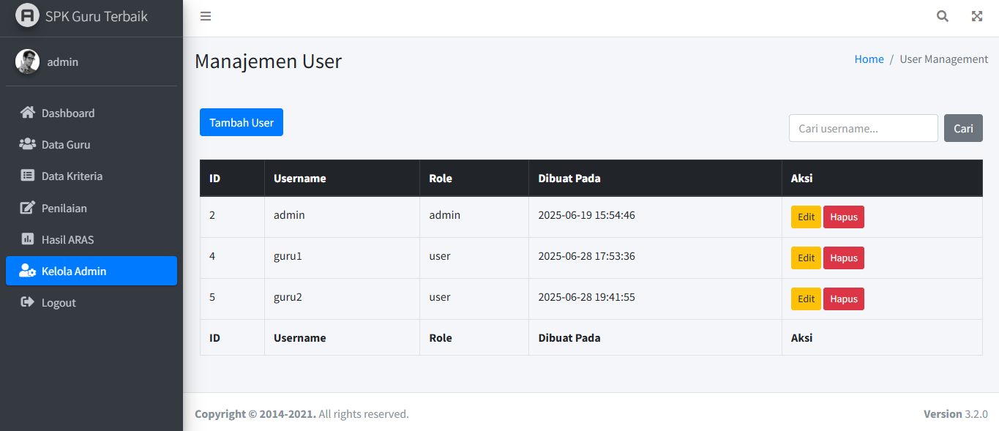 SPK Guru Terbaik
admin
Dashboard
Data Guru
Data Kriteria
Penilaian
Hasil ARAS
Kelola Admin
Logout
Manajemen User
Home / User Management
Tambah User
Cari username... Cari
ID Username Role Dibuat Pada Aksi
2 admin admin 2025-06-19 15:54:46 Edit Hapus
4 guru1 user 2025-06-28 17:53:36 Edit Hapus
5 guru2 user 2025-06-28 19:41:55 Edit Hapus
ID Username Role Dibuat Pada Aksi
Copyright © 2014-2021. All rights reserved.
Version 3.2.0